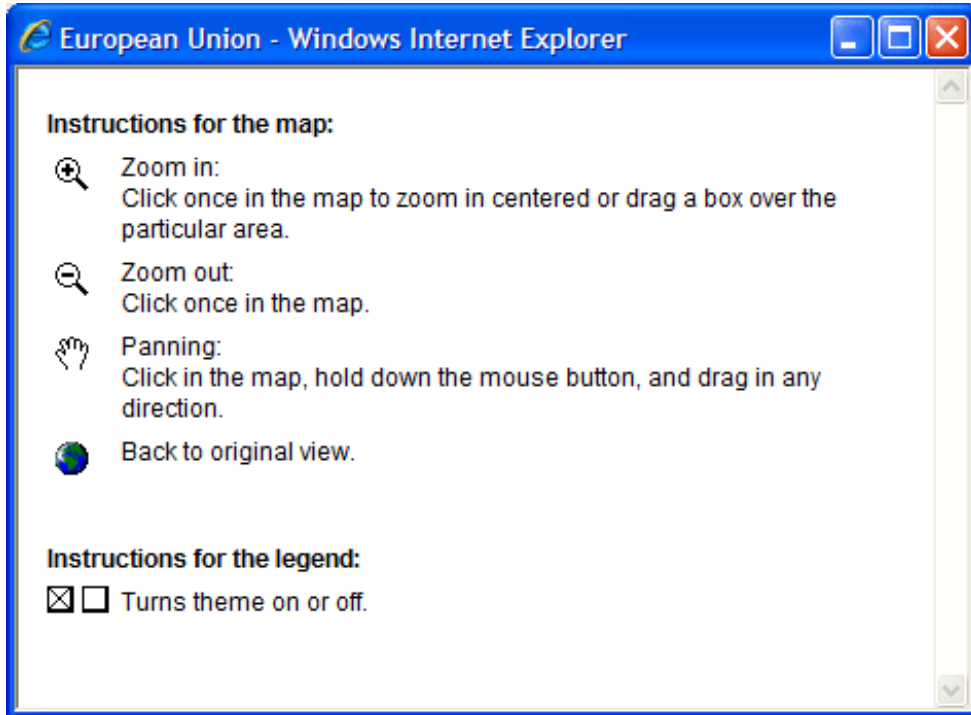 European Union - Windows Internet Explorer
Instructions for the map:
Zoom in:
Click once in the map to zoom in centered or drag a box over the
particular area.
Zoom out:
Click once in the map.
Panning:
Click in the map, hold down the mouse button, and drag in any
direction.
Back to original view.
Instructions for the legend:
Turns theme on or off.